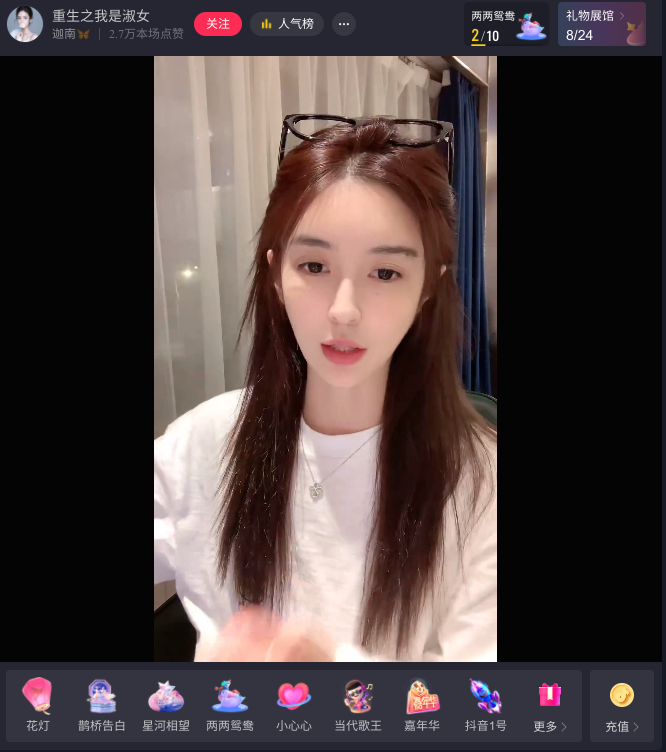 重生之我是淑女
迦南 2.7万本场点赞
关注
人气榜
两两鸳鸯
2/10
礼物展馆
8/24
花灯
鹊桥告白
星河相望
两两鸳鸯
小心心
当代歌王
嘉年华
嘉年华
抖音1号
更多
充值